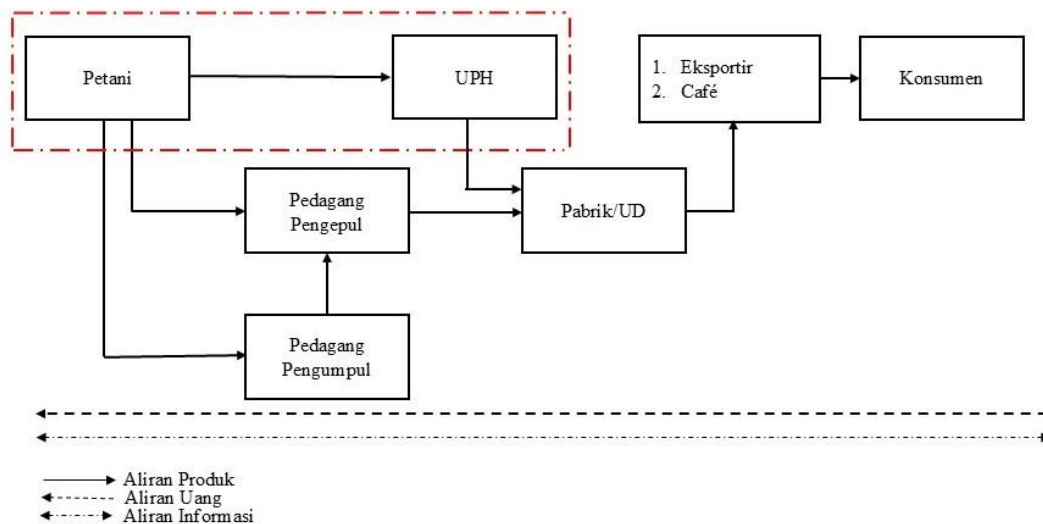 Petani
UPH
1. Eksportir
2. Café
Konsumen
Pedagang
Pengepul
Pabrik/UD
Pedagang
Pengumpul
Aliran Produk
Aliran Uang
Aliran Informasi